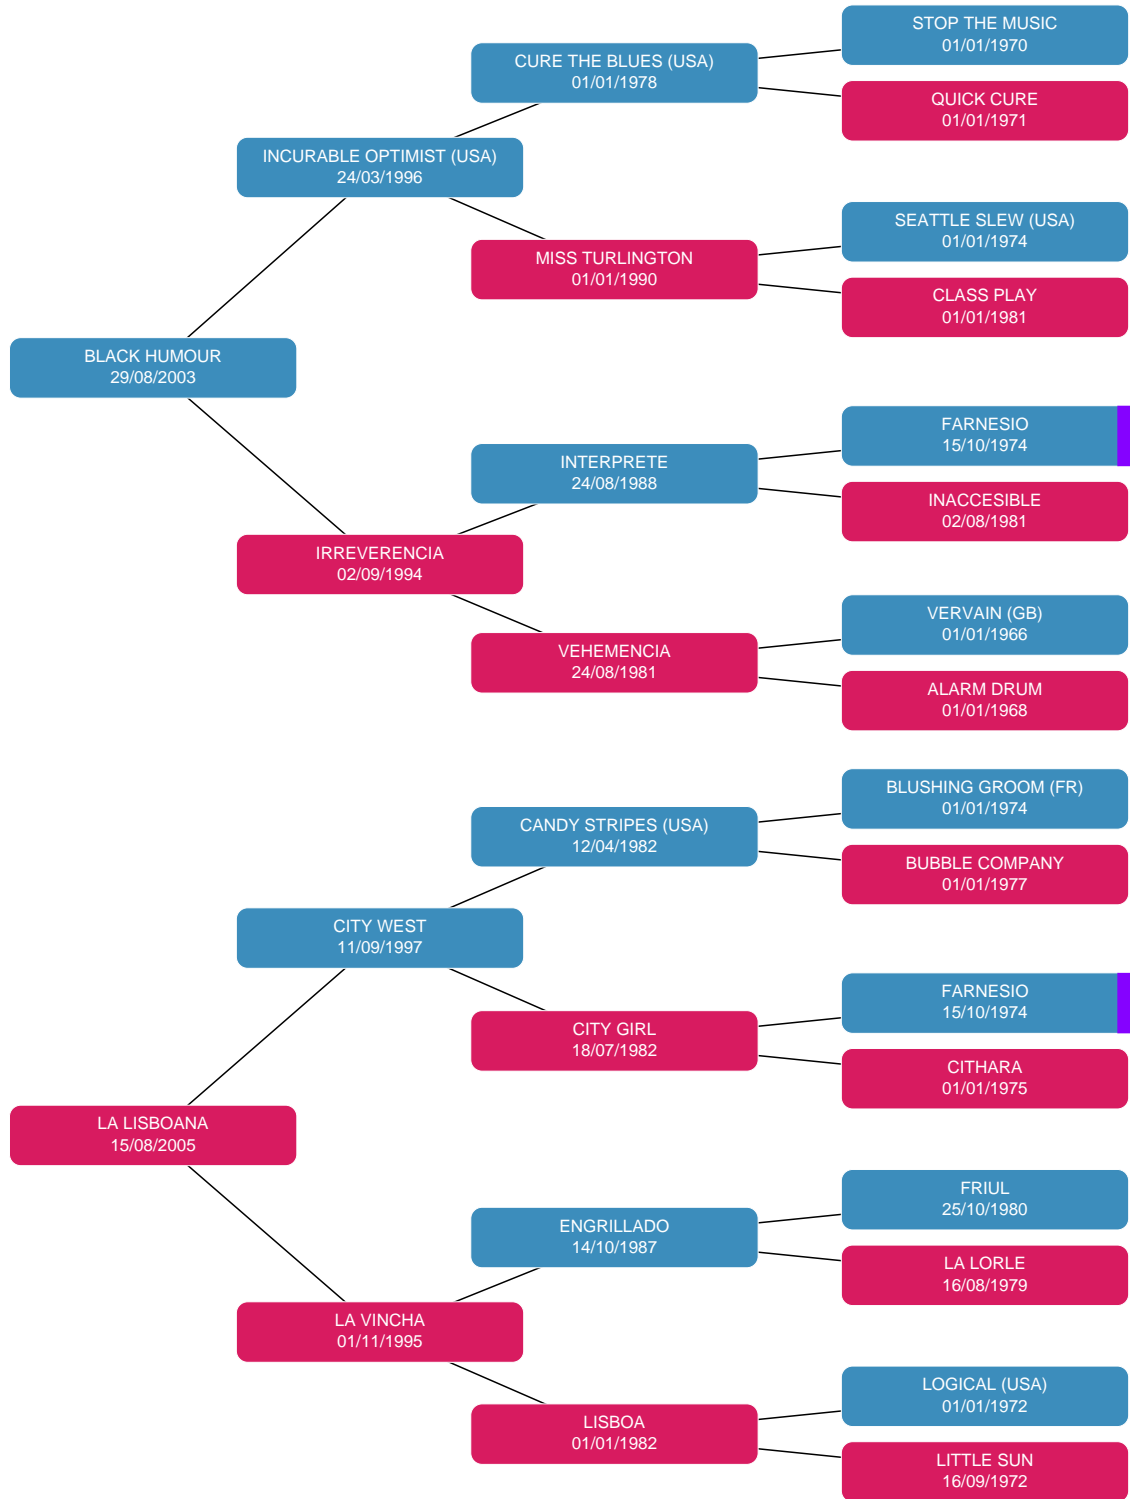 STOP THE MUSIC
01/01/1970
CURE THE BLUES (USA)
01/01/1978
QUICK CURE
01/01/1971
INCURABLE OPTIMIST (USA)
24/03/1996
SEATTLE SLEW (USA)
01/01/1974
MISS TURLINGTON
01/01/1990
CLASS PLAY
01/01/1981
BLACK HUMOUR
29/08/2003
FARNESIO
15/10/1974
INTERPRETE
24/08/1988
INACCESIBLE
02/08/1981
IRREVERENCIA
02/09/1994
VERVAIN (GB)
01/01/1966
VEHEMENCIA
24/08/1981
ALARM DRUM
01/01/1968
BLUSHING GROOM (FR)
01/01/1974
CANDY STRIPES (USA)
12/04/1982
BUBBLE COMPANY
01/01/1977
CITY WEST
11/09/1997
FARNESIO
15/10/1974
CITY GIRL
18/07/1982
CITHARA
01/01/1975
LA LISBOANA
15/08/2005
FRIUL
25/10/1980
ENGRILLADO
14/10/1987
LA LORLE
16/08/1979
LA VINCHA
01/11/1995
LOGICAL (USA)
01/01/1972
LISBOA
01/01/1982
LITTLE SUN
16/09/1972